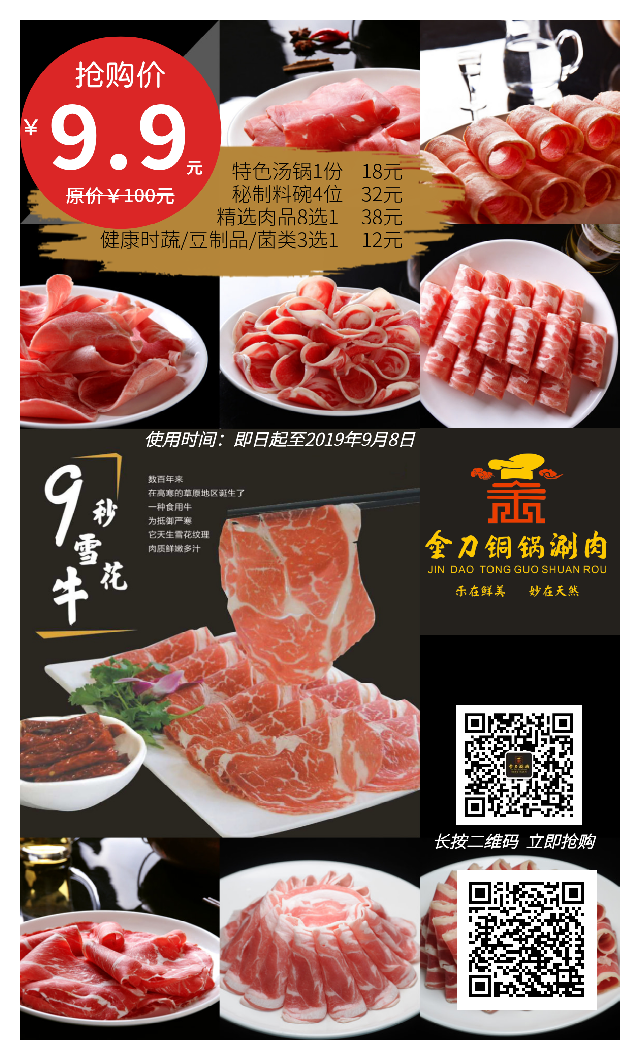 抢购价
¥9.9元
原价￥100元
特色汤锅1份 18元
秘制料碗4位 32元
精选肉品8选1 38元
健康时蔬/豆制品/菌类3选1 12元
使用时间：即日起至2019年9月8日
9秒雪花牛
数百年来
在高寒的草原地区诞生了
一种食用牛
为抵御严寒
它天生雪花纹理
肉质鲜嫩多汁
金刀铜锅涮肉
JIN DAO TONG GUO SHUAN ROU
乐在鲜美 妙在天然
长按二维码 立即抢购